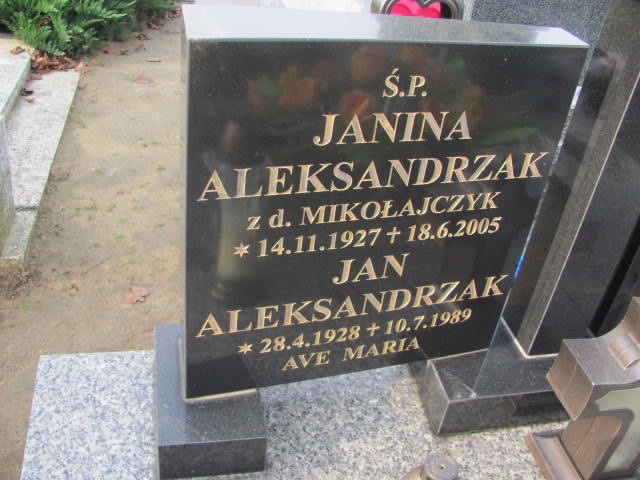 Ś.P.
JANINA
ALEKSANDRZAK
z d. MIKOŁAJCZYK
✶ 14.11.1927 ✝ 18.6.2005
JAN
ALEKSANDRZAK
✶ 28.4.1928 ✝ 10.7.1989
AVE MARIA